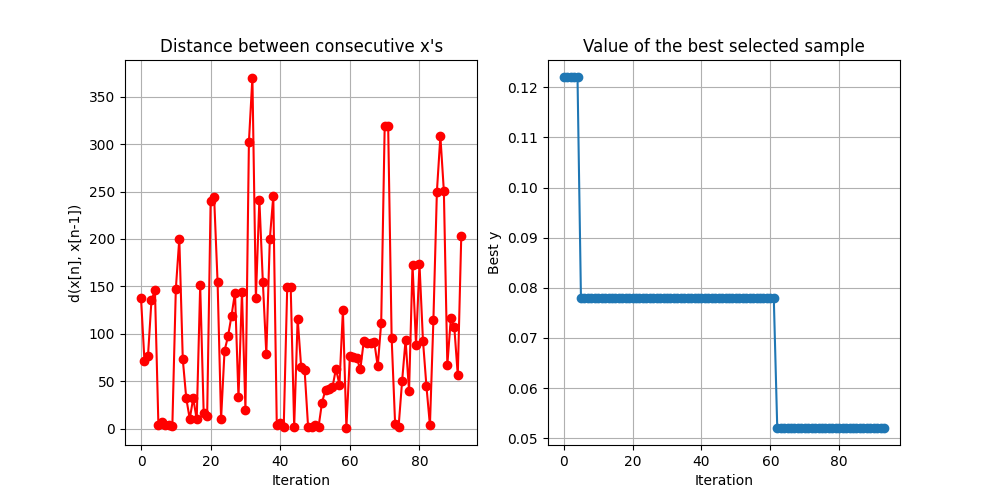 Distance between consecutive x's
d(x[n], x[n-1])
350
300
250
200
150
100
50
0
0 20 40 60 80
Iteration
Value of the best selected sample
Best y
0.12
0.11
0.10
0.09
0.08
0.07
0.06
0.05
0 20 40 60 80
Iteration